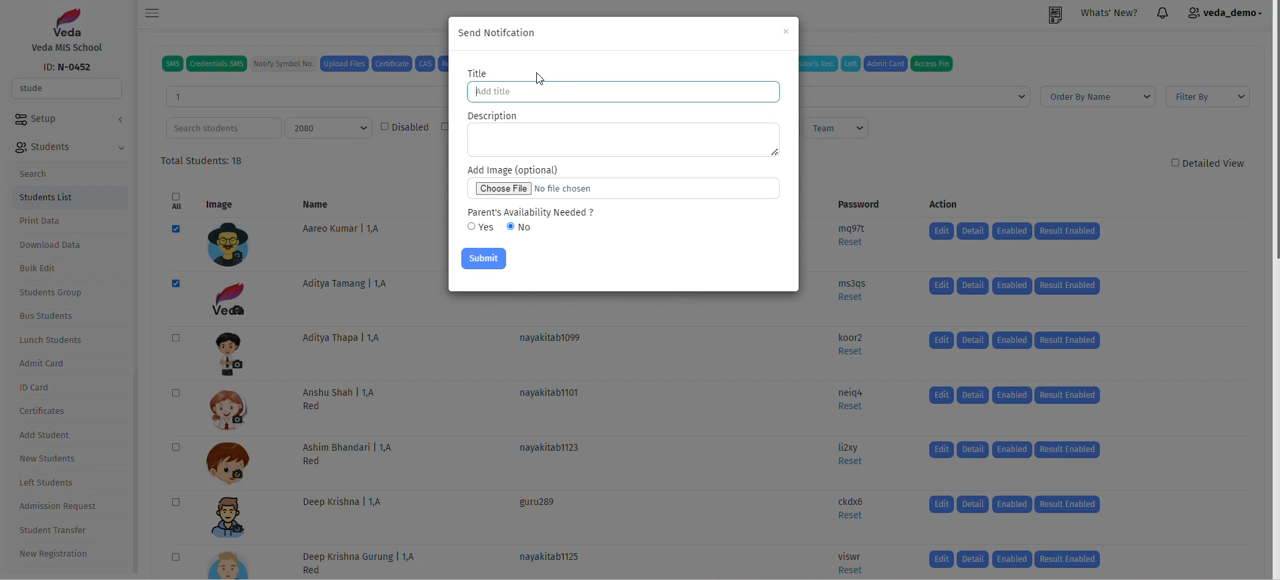 Veda
Veda MIS School
ID: N-0452
stude
Setup
Students
Search
Students List
Print Data
Download Data
Bulk Edit
Students Group
Bus Students
Lunch Students
Admit Card
ID Card
Certificates
Add Student
New Students
Left Students
Admission Request
Student Transfer
New Registration
Whats' New?
veda_demo
SMS Credentials SMS Notify Symbol No. Upload Files Certificate CAS
Left Admit Card Access Pin
1
Order By Name
Filter By
Search students
2080
Disabled
Team
Total Students: 18
Detailed View
All
Image
Name
Password
Action
Aareo Kumar | 1,A
mq97t
Reset
Edit Detail Enabled Result Enabled
Aditya Tamang | 1,A
Veda
ms3qs
Reset
Edit Detail Enabled Result Enabled
Aditya Thapa | 1,A
nayakitab1099
koor2
Reset
Edit Detail Enabled Result Enabled
Anshu Shah | 1,A
Red
nayakitab1101
neiq4
Reset
Edit Detail Enabled Result Enabled
Ashim Bhandari | 1,A
Red
nayakitab1123
li2xy
Reset
Edit Detail Enabled Result Enabled
Deep Krishna | 1,A
guru289
ckdx6
Reset
Edit Detail Enabled Result Enabled
Deep Krishna Gurung | 1,A
Red
nayakitab1125
viswr
Reset
Edit Detail Enabled Result Enabled
Send Notifcation
×
Title
Add title
Description
Add Image (optional)
Choose File No file chosen
Parent's Availability Needed ?
Yes No
Submit